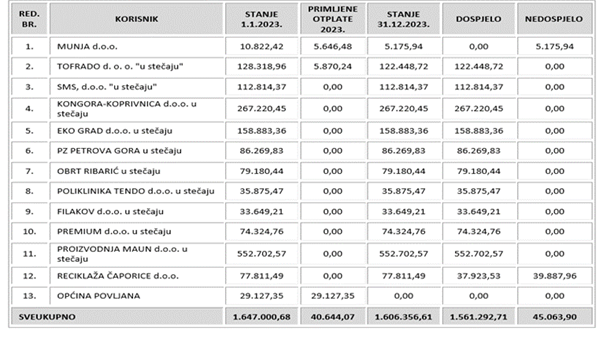 RED. BR. KORISNIK STANJE 1.1.2023. PRIMLJENE OTPLATE 2023. STANJE 31.12.2023. DOSPJELO NEDOSPJELO
1. MUNJA d.o.o. 10.822,42 5.646,48 5.175,94 0,00 5.175,94
2. TOFRADO d. o. o. "u stečaju" 128.318,96 5.870,24 122.448,72 122.448,72 0,00
3. SMS, d.o.o. "u stečaju" 112.814,37 0,00 112.814,37 112.814,37 0,00
4. KONGORA-KOPRIVNICA d.o.o. u stečaju 267.220,45 0,00 267.220,45 267.220,45 0,00
5. EKO GRAD d.o.o. u stečaju 158.883,36 0,00 158.883,36 158.883,36 0,00
6. PZ PETROVA GORA u stečaju 86.269,83 0,00 86.269,83 86.269,83 0,00
7. OBRT RIBARIĆ u stečaju 79.180,44 0,00 79.180,44 79.180,44 0,00
8. POLIKLINIKA TENDO d.o.o. u stečaju 35.875,47 0,00 35.875,47 35.875,47 0,00
9. FILAKOV d.o.o. u stečaju 33.649,21 0,00 33.649,21 33.649,21 0,00
10. PREMIUM d.o.o. u stečaju 74.324,76 0,00 74.324,76 74.324,76 0,00
11. PROIZVODNJA MAUN d.o.o. u stečaju 552.702,57 0,00 552.702,57 552.702,57 0,00
12. RECIKLAŽA ČAPORICE d.o.o. 77.811,49 0,00 77.811,49 37.923,53 39.887,96
13. OPĆINA POVLJANA 29.127,35 29.127,35 0,00 0,00 0,00
SVEUKUPNO 1.647.000,68 40.644,07 1.606.356,61 1.561.292,71 45.063,90